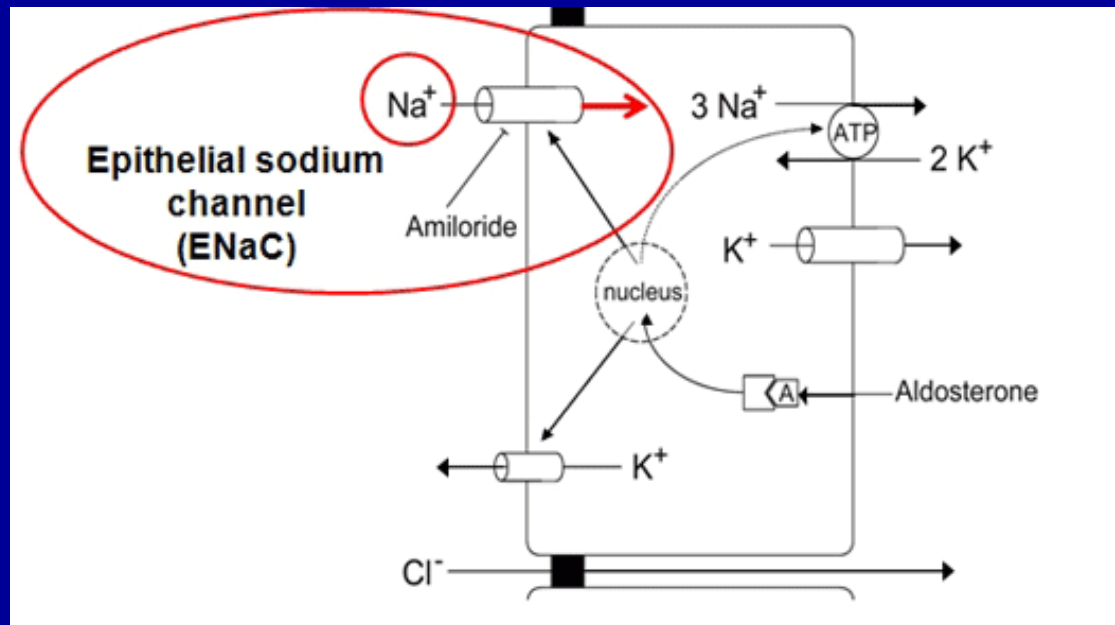 Na⁺
3 Na⁺
ATP
2 K⁺
Epithelial sodium
channel
(ENaC)
Amiloride
K⁺
nucleus
A
Aldosterone
K⁺
Cl⁻